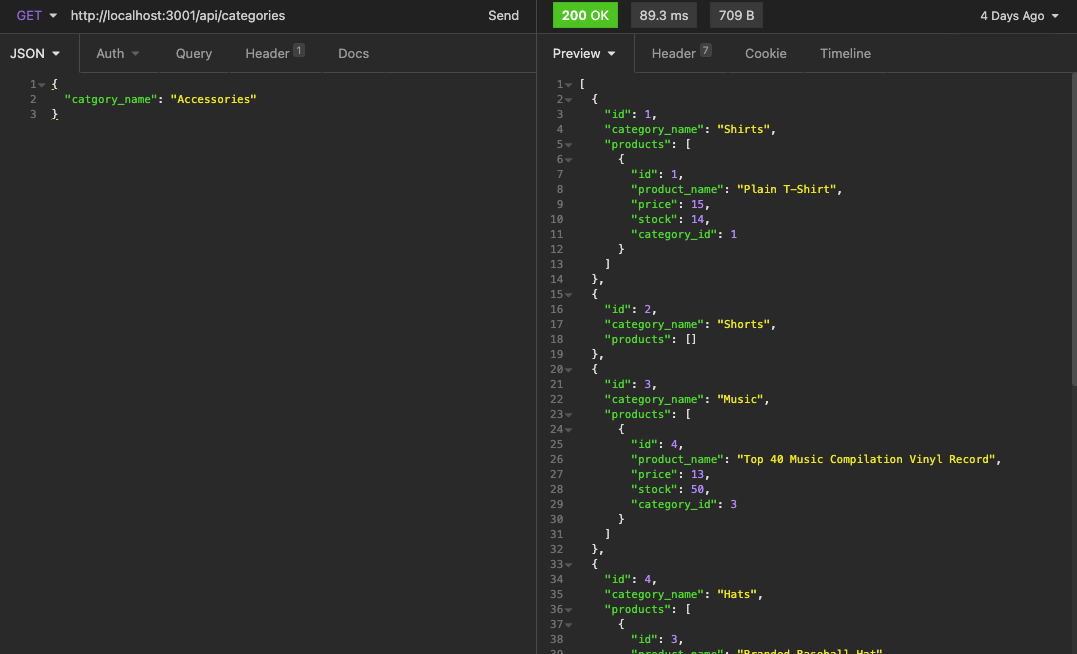 GET http://localhost:3001/api/categories Send
200 OK 89.3 ms 709 B 4 Days Ago
JSON Auth Query Header 1 Docs
Preview Header 7 Cookie Timeline
1 {
2 "catgory_name": "Accessories"
3 }
1 [
2 {
3 "id": 1,
4 "category_name": "Shirts",
5 "products": [
6 {
7 "id": 1,
8 "product_name": "Plain T-Shirt",
9 "price": 15,
10 "stock": 14,
11 "category_id": 1
12 }
13 ]
14 },
15 {
16 "id": 2,
17 "category_name": "Shorts",
18 "products": []
19 },
20 {
21 "id": 3,
22 "category_name": "Music",
23 "products": [
24 {
25 "id": 4,
26 "product_name": "Top 40 Music Compilation Vinyl Record",
27 "price": 13,
28 "stock": 50,
29 "category_id": 3
30 }
31 ]
32 },
33 {
34 "id": 4,
35 "category_name": "Hats",
36 "products": [
37 {
38 "id": 3,
39 "product_name": "Branded Baseball Hat",